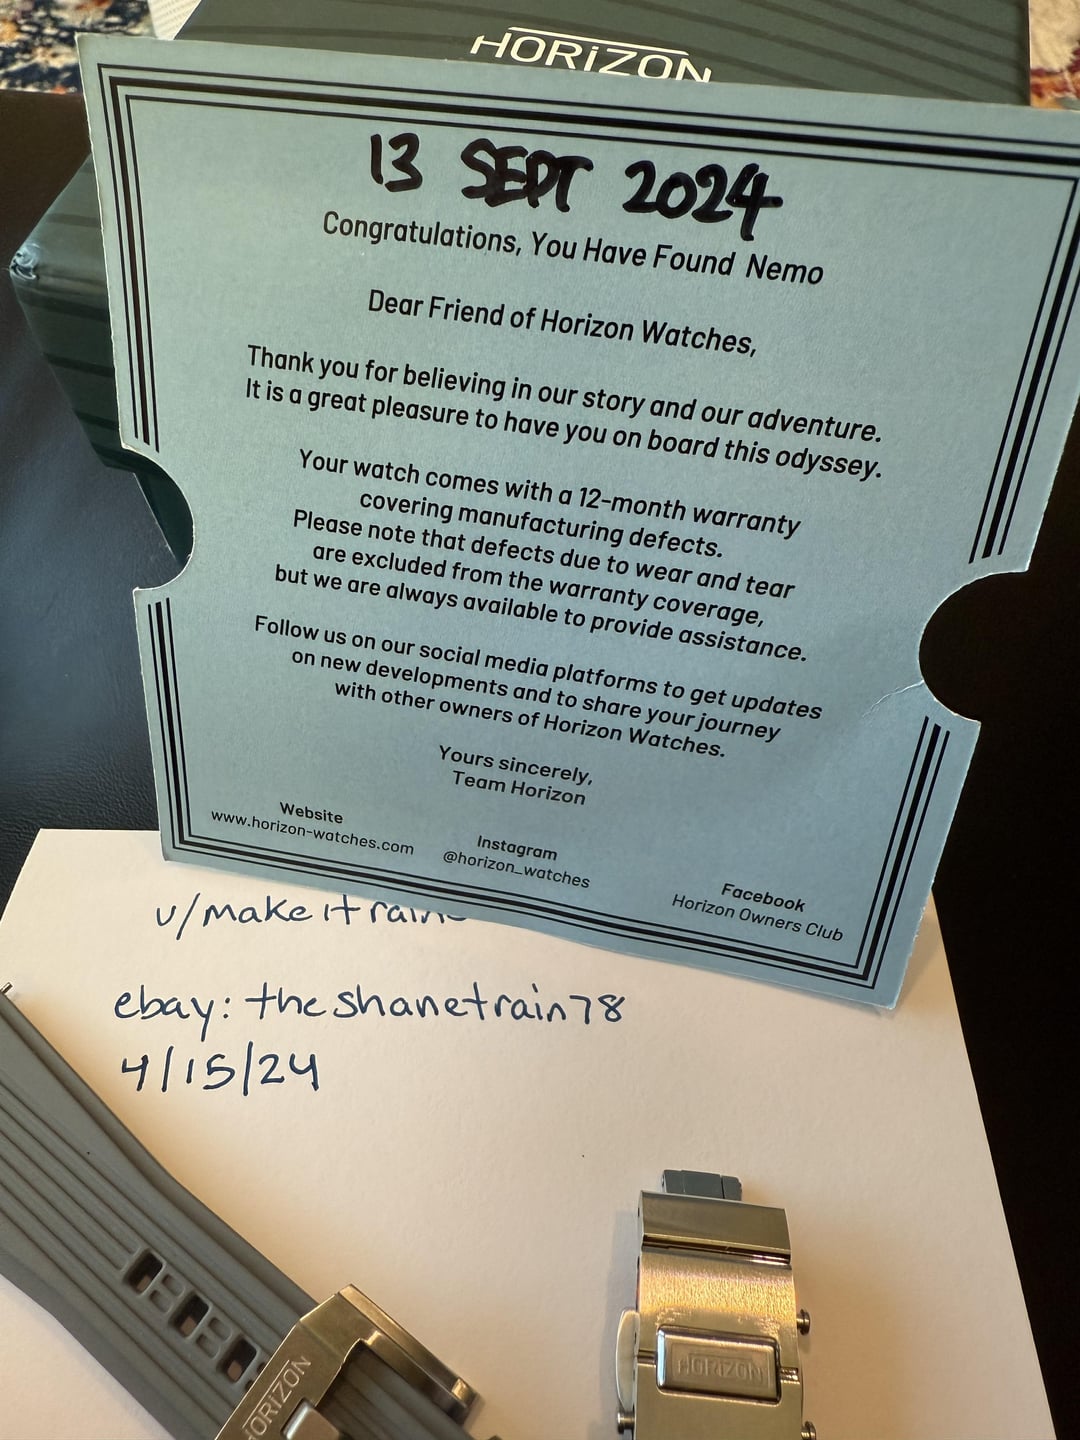 HORiZON
13 SEPT 2024
Congratulations, You Have Found Nemo
Dear Friend of Horizon Watches,
Thank you for believing in our story and our adventure.
It is a great pleasure to have you on board this odyssey.
Your watch comes with a 12-month warranty
covering manufacturing defects.
Please note that defects due to wear and tear
are excluded from the warranty coverage,
but we are always available to provide assistance.
Follow us on our social media platforms to get updates
on new developments and to share your journey
with other owners of Horizon Watches.
Yours sincerely,
Team Horizon
Website
www.horizon-watches.com
Instagram
@horizon_watches
Facebook
Horizon Owners Club
ebay: theshanetrain78
4/15/24
HORiZON
HORiZON